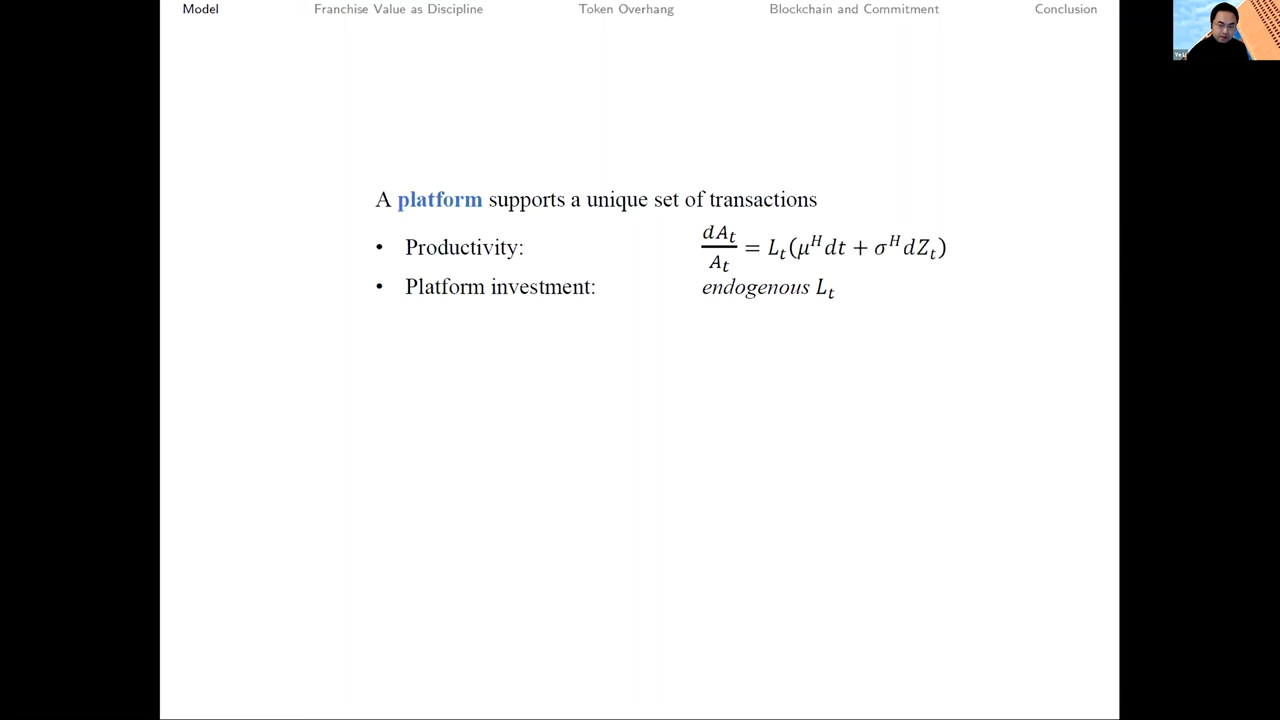 Model Franchise Value as Discipline Token Overhang Blockchain and Commitment Conclusion
A platform supports a unique set of transactions
• Productivity: dA_t/A_t = L_t(μ^H dt + σ^H dZ_t)
• Platform investment: endogenous L_t